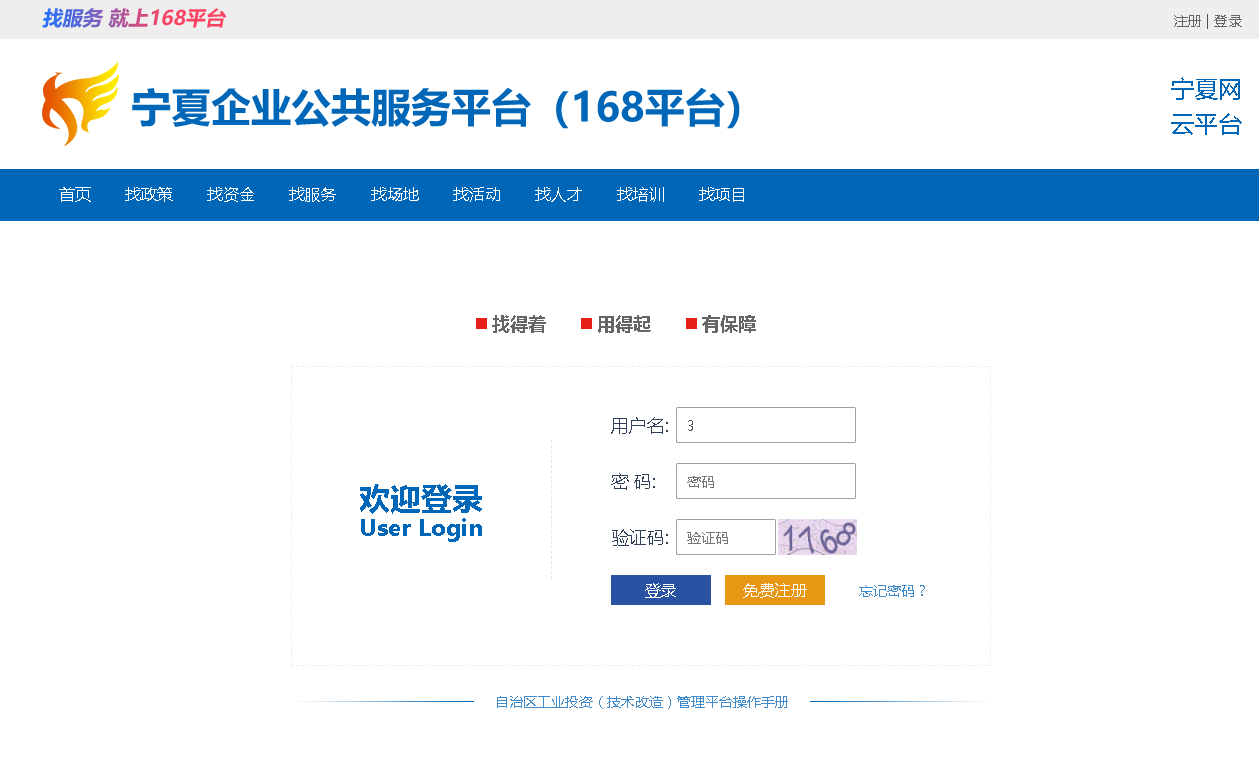 找服务 就上168平台
注册 | 登录
宁夏企业公共服务平台（168平台）
宁夏网
云平台
首页 找政策 找资金 找服务 找场地 找活动 找人才 找培训 找项目
找得着 用得起 有保障
欢迎登录
User Login
用户名: 3
密 码: 密码
验证码: 验证码 1768
登录 免费注册 忘记密码？
自治区工业投资（技术改造）管理平台操作手册